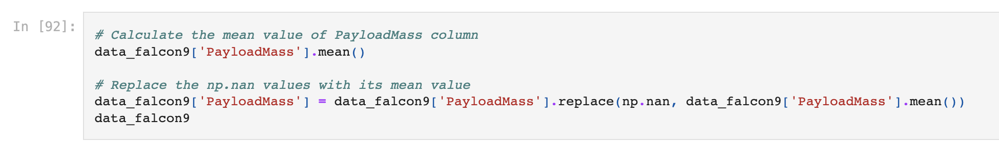 In [92]:
# Calculate the mean value of PayloadMass column
data_falcon9['PayloadMass'].mean()
# Replace the np.nan values with its mean value
data_falcon9['PayloadMass'] = data_falcon9['PayloadMass'].replace(np.nan, data_falcon9['PayloadMass'].mean())
data_falcon9